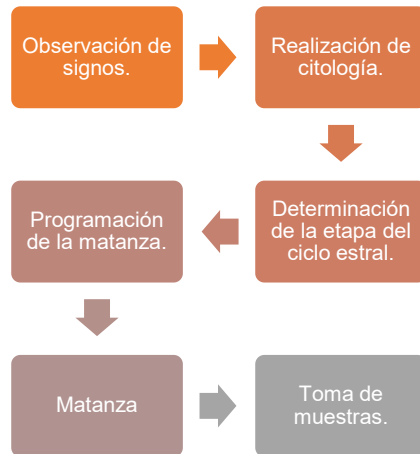 Observación de
signos.
Realización de
citología.
Determinación
de la etapa del
ciclo estral.
Programación
de la matanza.
Matanza
Toma de
muestras.